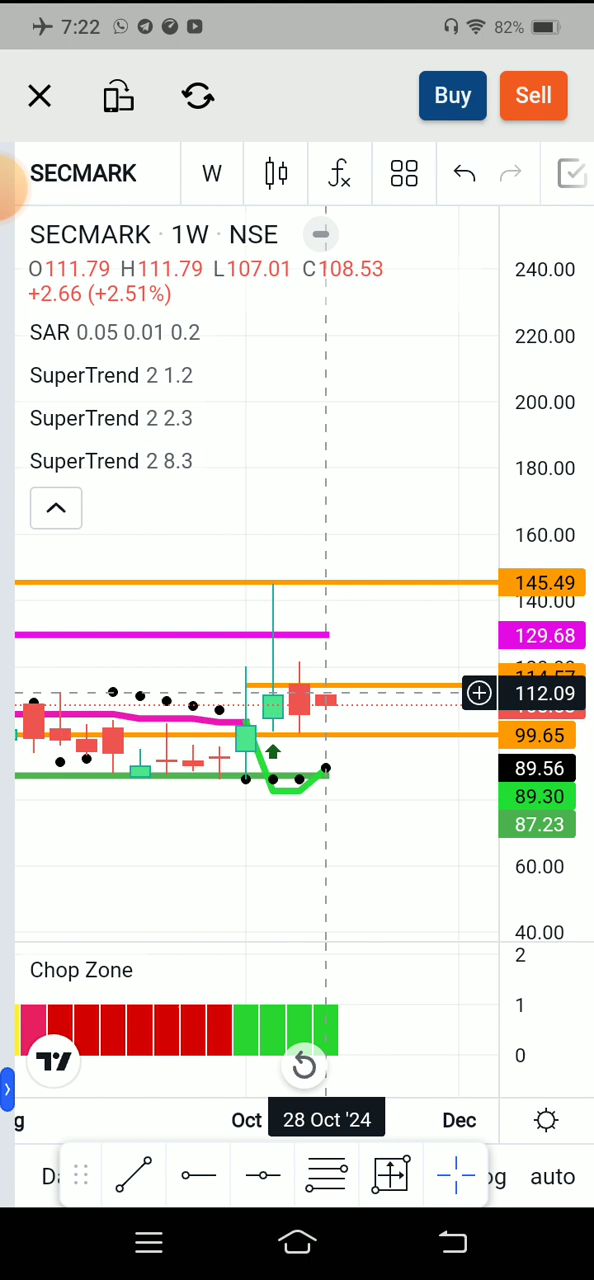 7:22
82%
Buy
Sell
SECMARK
W
SECMARK · 1W · NSE
O111.79 H111.79 L107.01 C108.53
+2.66 (+2.51%)
SAR 0.05 0.01 0.2
SuperTrend 2 1.2
SuperTrend 2 2.3
SuperTrend 2 8.3
240.00
220.00
200.00
180.00
160.00
145.49
140.00
129.68
112.09
99.65
89.56
89.30
87.23
60.00
40.00
Chop Zone
2
1
0
Oct
28 Oct '24
Dec
auto